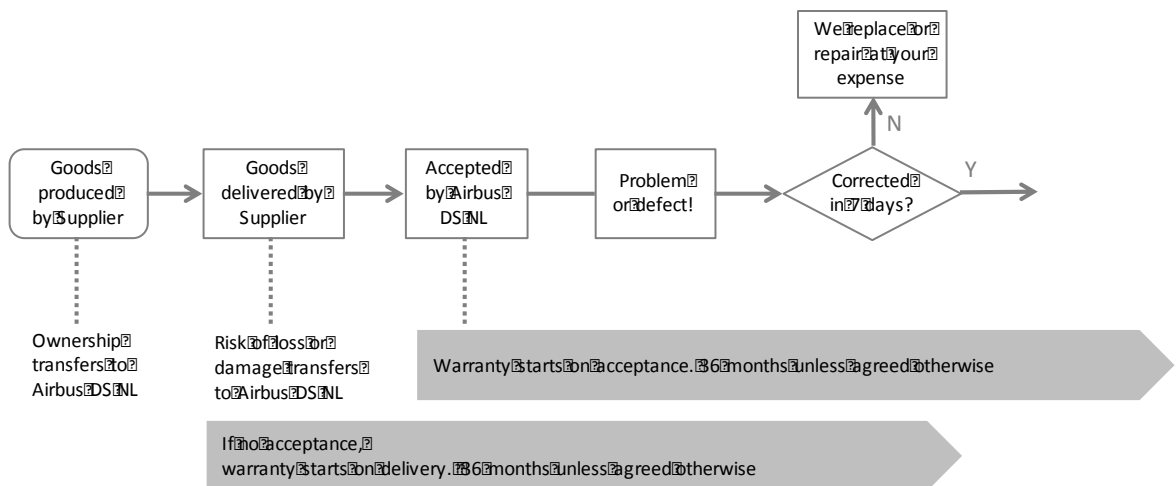 We replace or
repair at your
expense
N
Y
Goods
produced
by Supplier
Goods
delivered by
Supplier
Accepted
by Airbus
DS NL
Problem
or defect!
Corrected
in 7 days?
Ownership
transfers to
Airbus DS NL
Risk of loss or
damage transfers
to Airbus DS NL
Warranty starts on acceptance. 36 months unless agreed otherwise
If no acceptance,
warranty starts on delivery. 36 months unless agreed otherwise